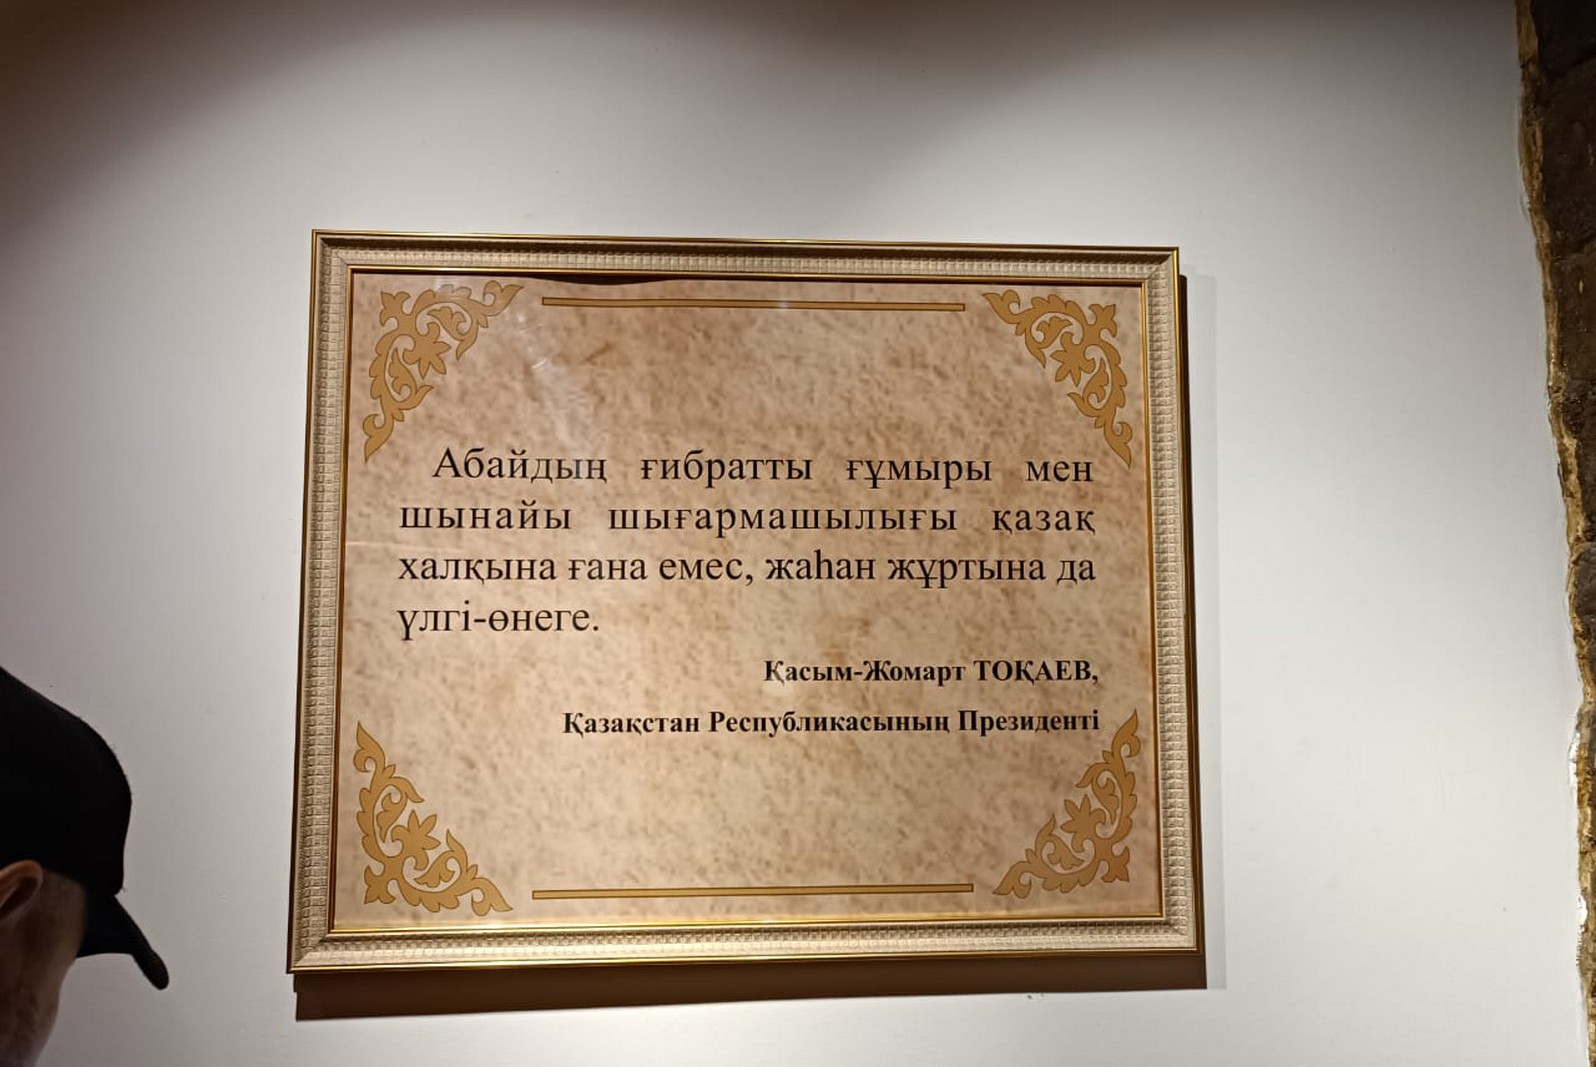 Абайдың ғибратты ғұмыры мен
шынайы шығармашылығы қазақ
халқына ғана емес, жаһан жұртына да
үлгі-өнеге.
Қасым-Жомарт ТОҚАЕВ,
Қазақстан Республикасының Президенті